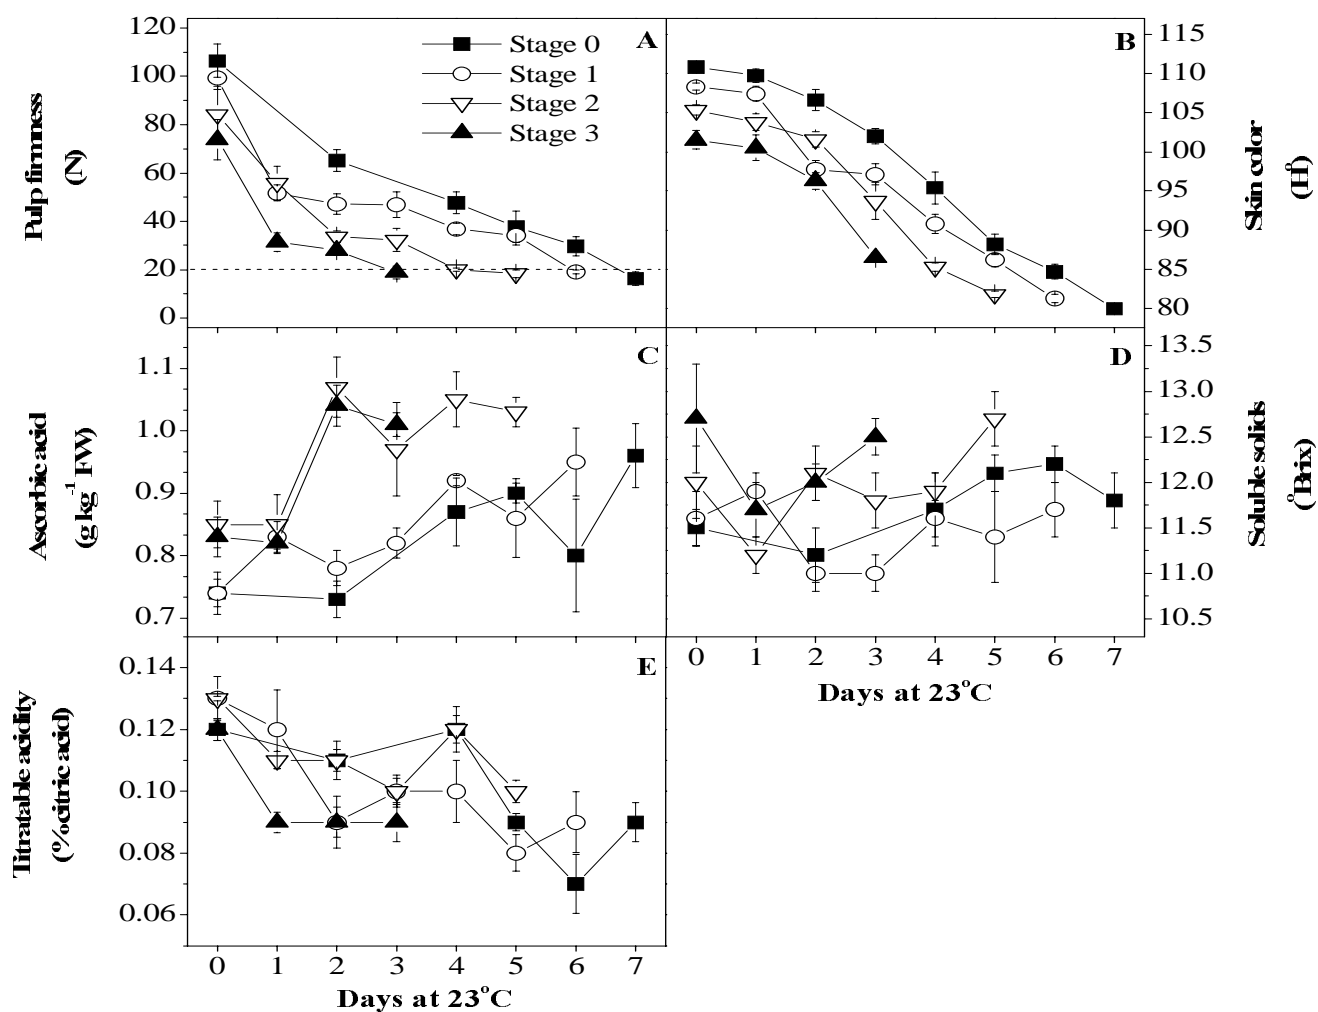 120
100
80
60
40
20
0
Pulp firmness
(N)
Stage 0
Stage 1
Stage 2
Stage 3
A
B
115
110
105
100
95
90
85
80
Skin color
(H°)
1.1
1.0
0.9
0.8
0.7
Ascorbic acid
(g kg⁻¹ FW)
C
D
13.5
13.0
12.5
12.0
11.5
11.0
10.5
Soluble solids
(°Brix)
0 1 2 3 4 5 6 7
Days at 23°C
0.14
0.12
0.10
0.08
0.06
Titratable acidity
(% citric acid)
E
0 1 2 3 4 5 6 7
Days at 23°C